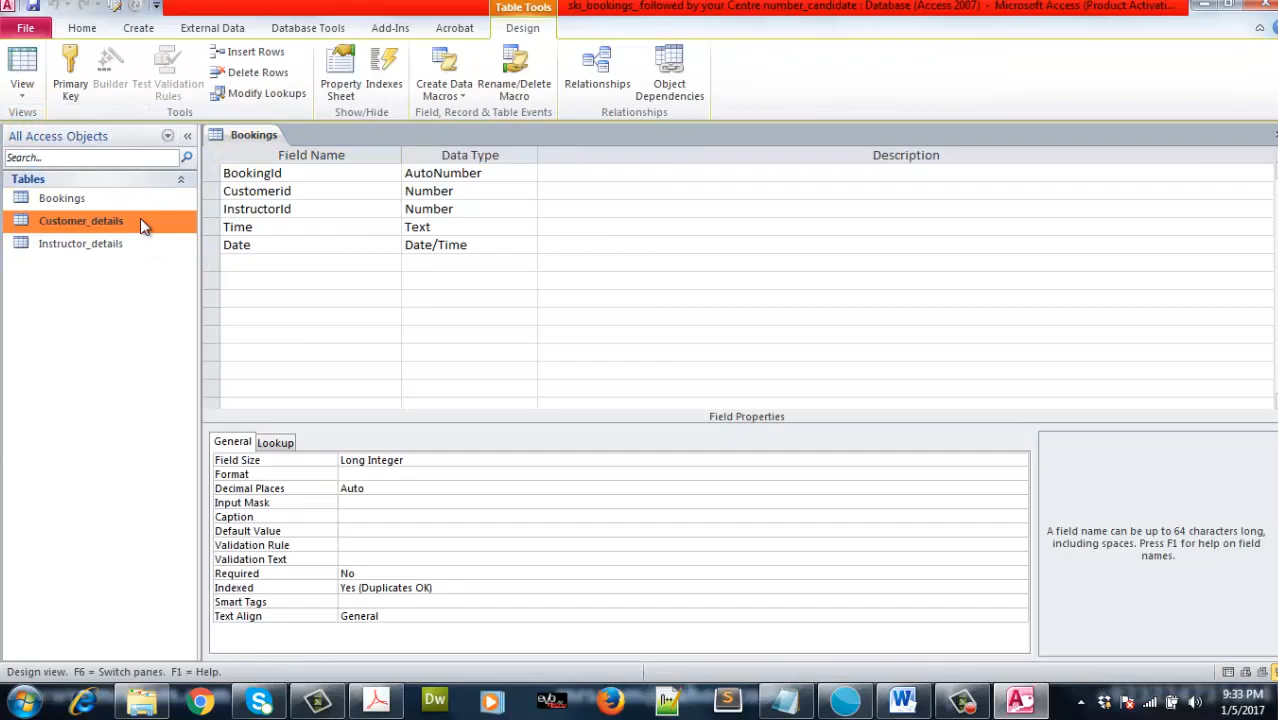 Table Tools
ski_bookings_ followed by your Centre number_candidate : Database (Access 2007) - Microsoft Access (Product Activati...
File Home Create External Data Database Tools Add-Ins Acrobat Design
View
Views
Primary Key
Builder
Test Validation Rules
Insert Rows
Delete Rows
Modify Lookups
Tools
Property Sheet
Indexes
Show/Hide
Create Data Macros
Rename/Delete Macro
Field, Record & Table Events
Relationships
Object Dependencies
Relationships
All Access Objects
Search...
Tables
Bookings
Customer_details
Instructor_details
Bookings
Field Name Data Type Description
BookingId AutoNumber
Customerid Number
InstructorId Number
Time Text
Date Date/Time
Field Properties
General Lookup
Field Size Long Integer
Format
Decimal Places Auto
Input Mask
Caption
Default Value
Validation Rule
Validation Text
Required No
Indexed Yes (Duplicates OK)
Smart Tags
Text Align General
A field name can be up to 64 characters long,
including spaces. Press F1 for help on field
names.
Design view. F6 = Switch panes. F1 = Help.
Dw
W
9:33 PM
1/5/2017